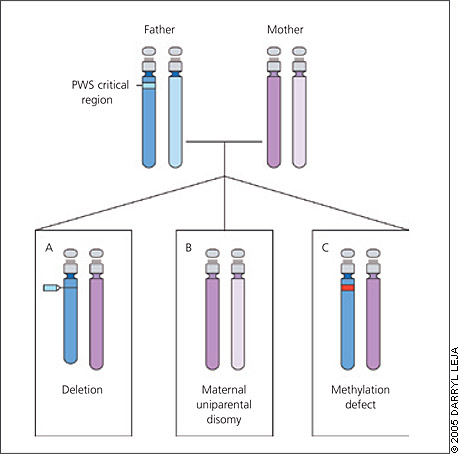 Father
Mother
PWS critical
region
A
B
C
Deletion
Maternal
uniparental
disomy
Methylation
defect
© 2005 DARRYL LEJA